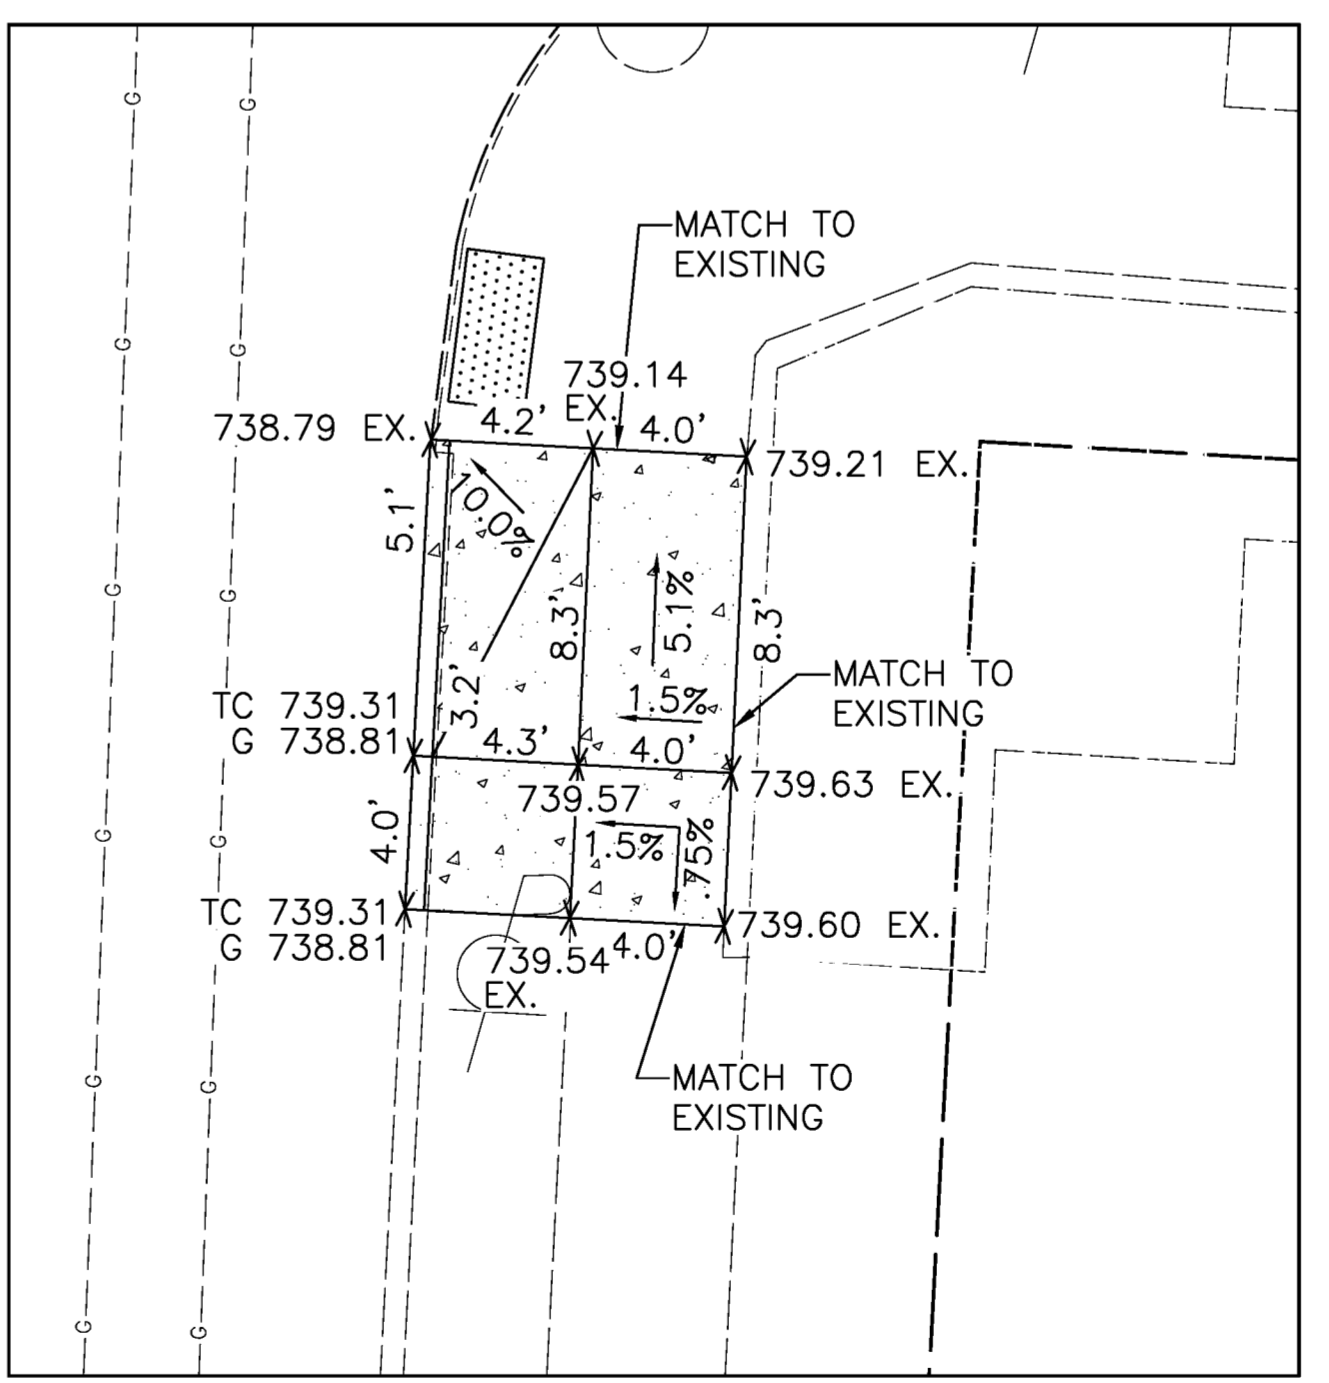 G
G
MATCH TO
EXISTING
G
G
739.14
EX.
4.2'
4.0'
738.79 EX.
739.21 EX.
10.0%
5.1'
G
G
8.3'
5.1%
8.3'
3.2'
1.5%
MATCH TO
EXISTING
TC 739.31
G 738.81
4.3'
4.0'
739.63 EX.
739.57
G
G
4.0'
1.5%
.75%
TC 739.31
G 738.81
739.60 EX.
4.0'
739.54
EX.
G
G
MATCH TO
EXISTING
G
G